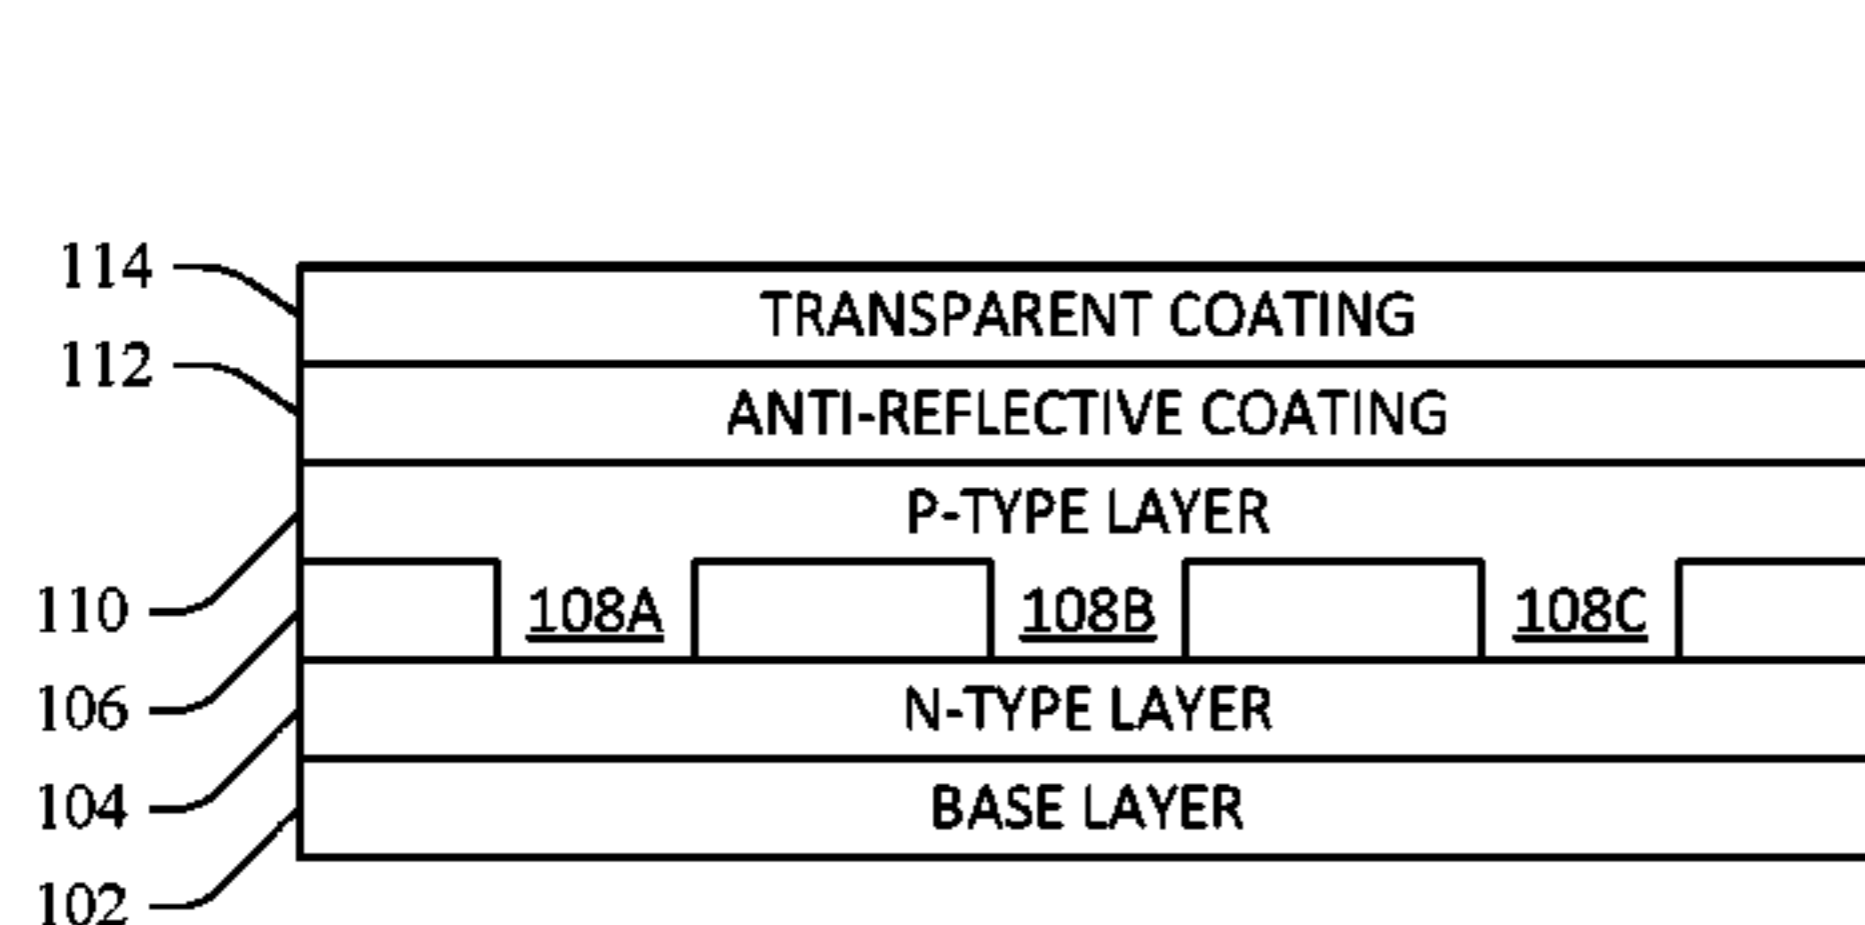 114
TRANSPARENT COATING
112
ANTI-REFLECTIVE COATING
P-TYPE LAYER
110
108A 108B 108C
106
N-TYPE LAYER
104
BASE LAYER
102